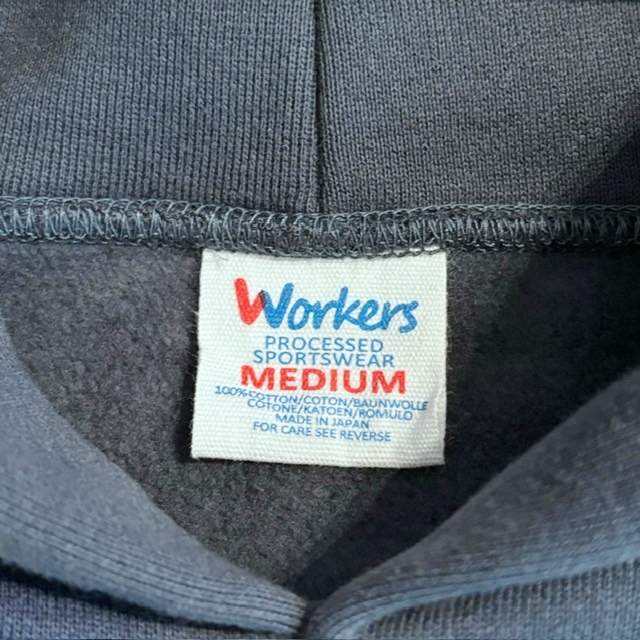 Workers
PROCESSED
SPORTSWEAR
MEDIUM
100%COTTON/COTON/BAUNWOLLE
COTONE/KATOEN/ROMULO
MADE IN JAPAN
FOR CARE SEE REVERSE